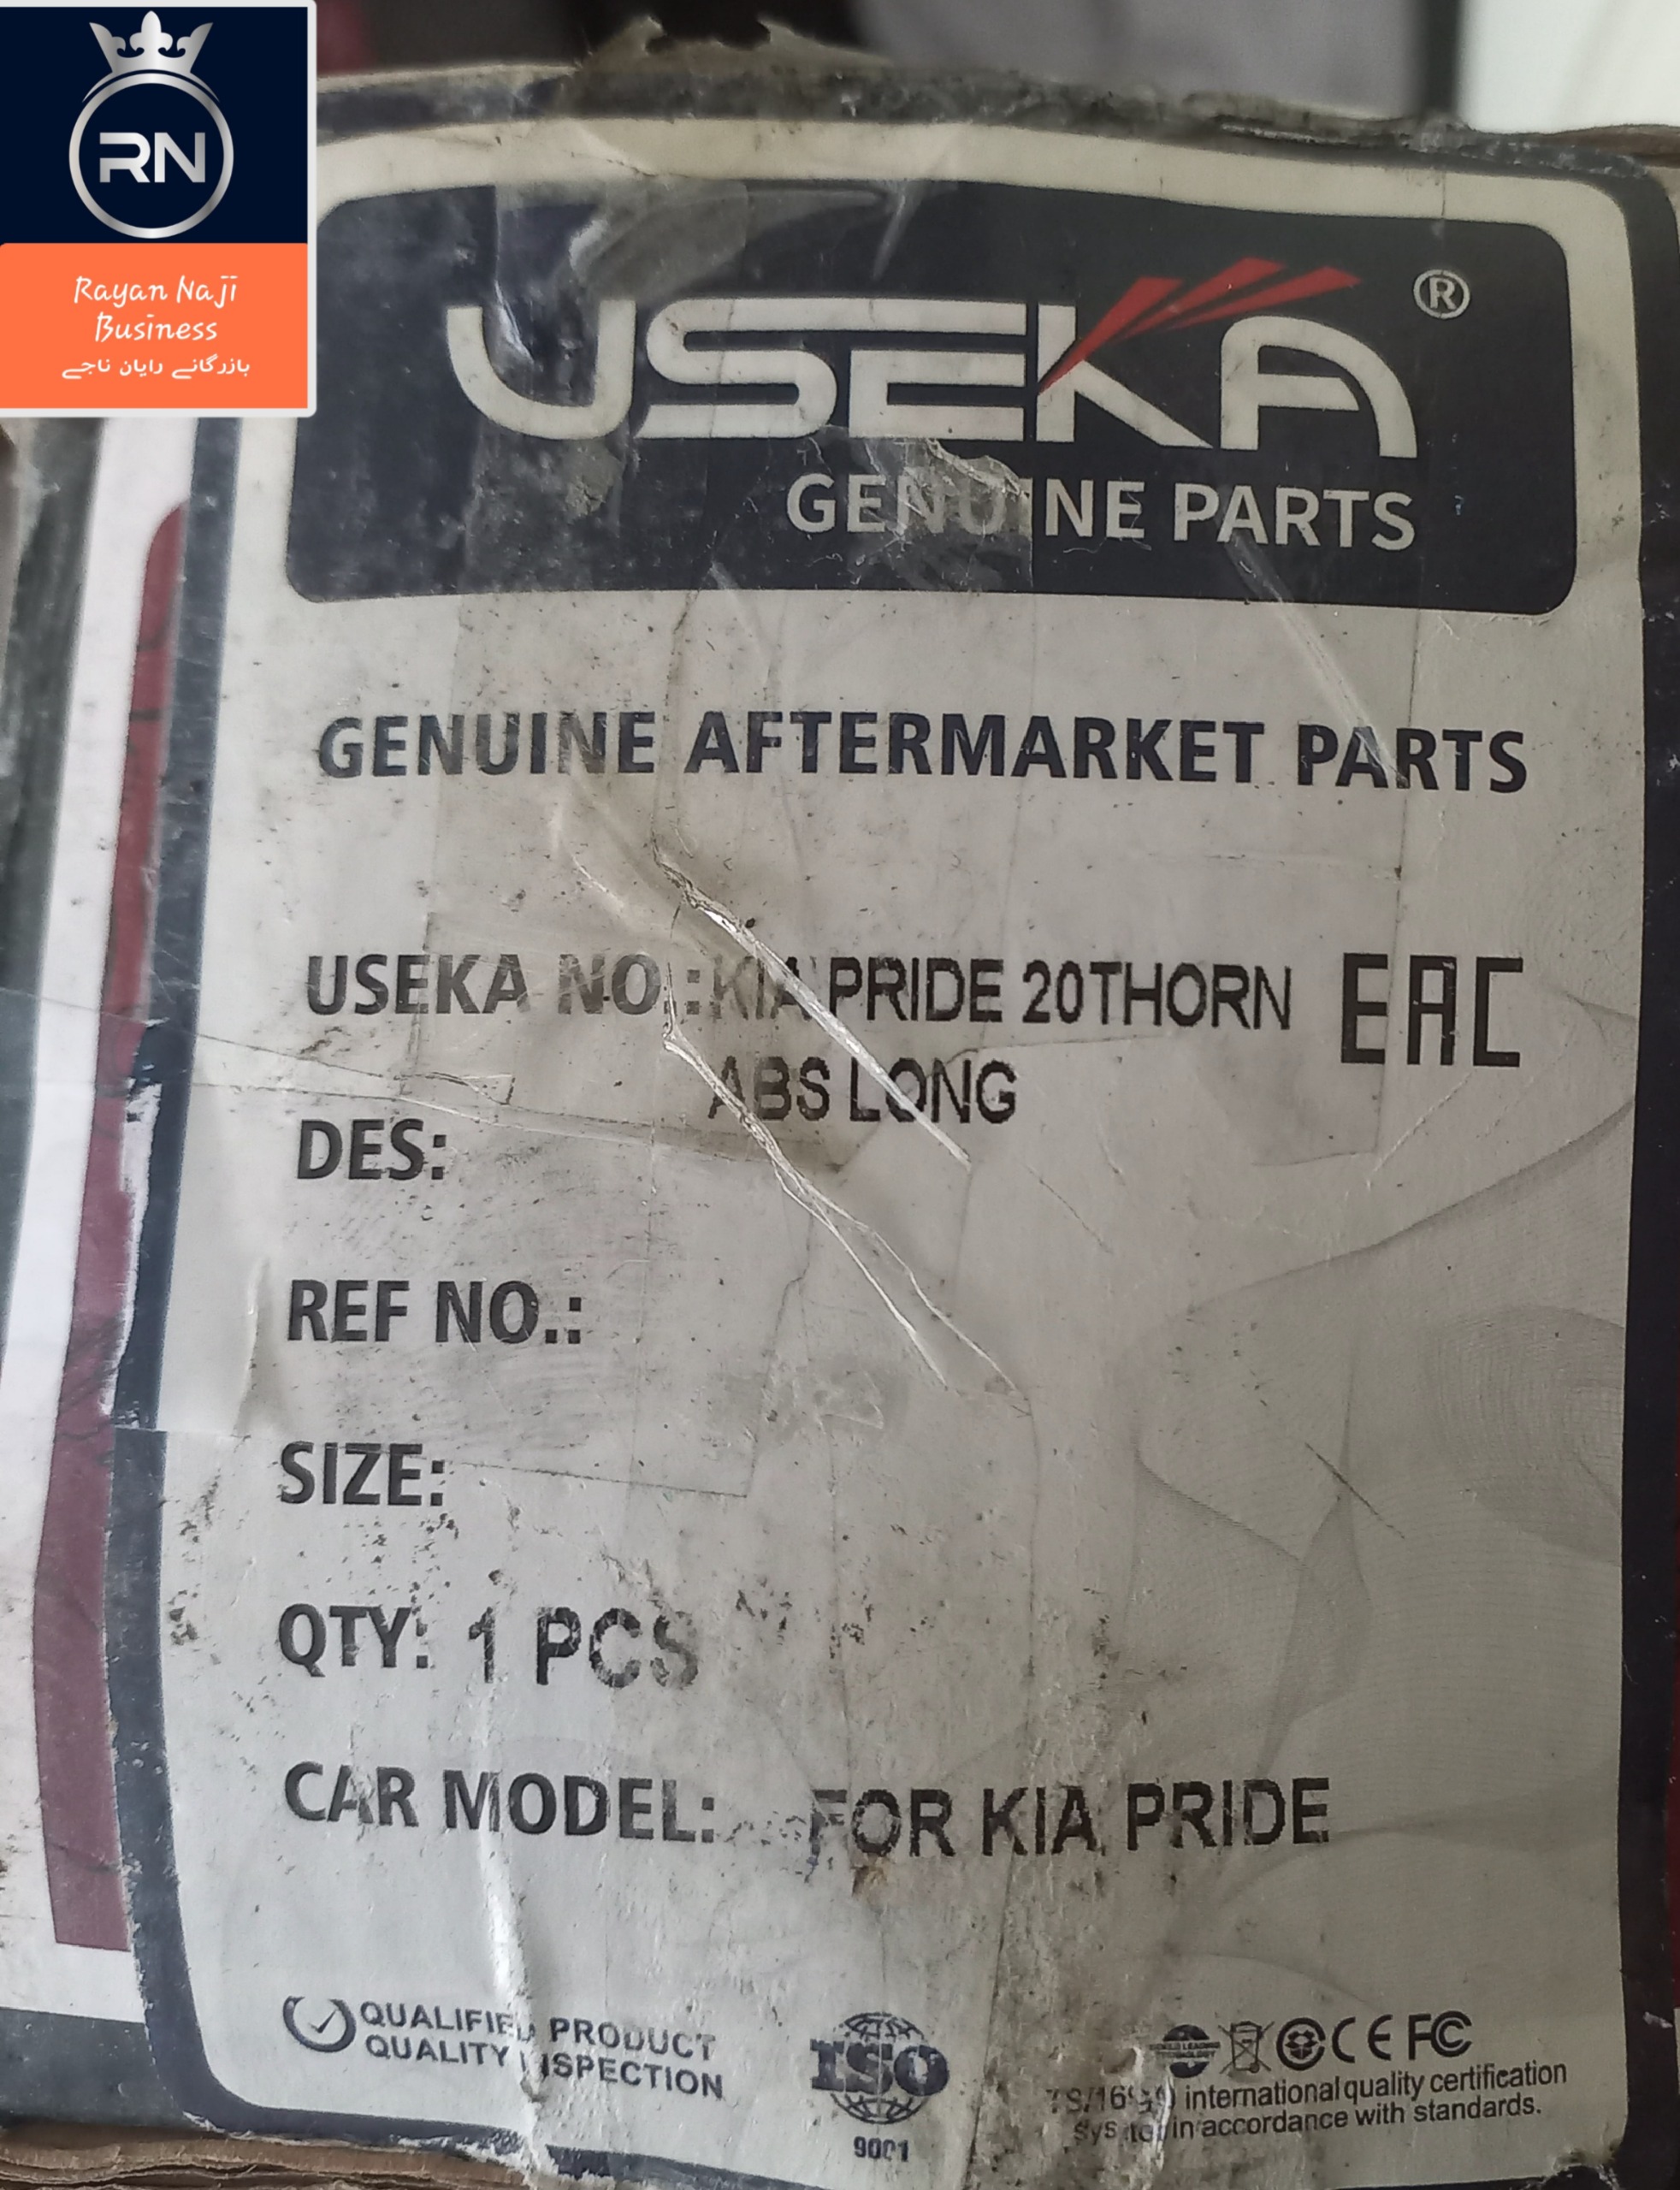 RN
Rayan Naji
Business
بازرگانی رایان ناجی
USEKA ®
GENUINE PARTS
GENUINE AFTERMARKET PARTS
USEKA NO.: KIA PRIDE 20THORN EAC
ABS LONG
DES:
REF NO.:
SIZE:
QTY: 1 PCS
CAR MODEL: FOR KIA PRIDE
QUALIFIED PRODUCT
QUALITY INSPECTION
ISO
9001
CE FC
international quality certification
in accordance with standards.